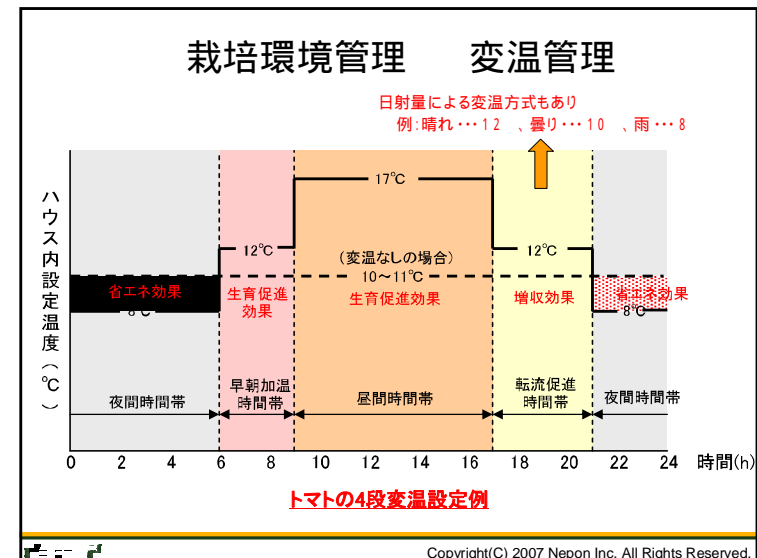 栽培環境管理　変温管理
日射量による変温方式もあり
例：晴れ・・・12　、曇り・・・10　、雨・・・8
ハウス内設定温度（℃）
17℃
12℃
12℃
（変温なしの場合）
10～11℃
省エネ効果
生育促進
効果
生育促進効果
増収効果
省エネ効果
8℃
8℃
夜間時間帯
早朝加温
時間帯
昼間時間帯
転流促進
時間帯
夜間時間帯
0 2 4 6 8 10 12 14 16 18 20 22 24 時間(h)
トマトの4段変温設定例
Copyright(C) 2007 Nepon Inc. All Rights Reserved.